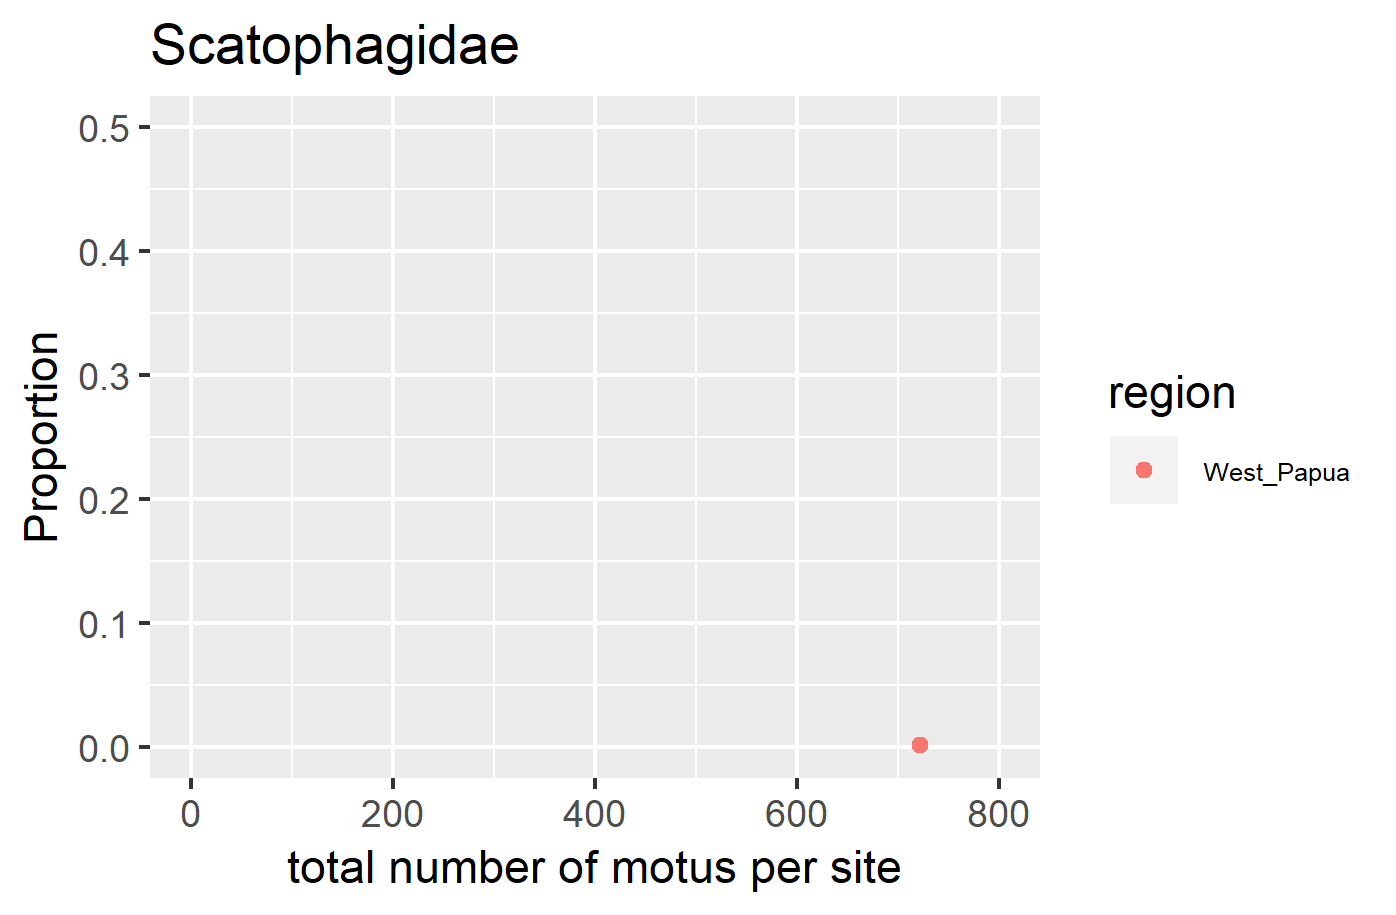 Scatophagidae
0.5
0.4
0.3
0.2
0.1
0.0
Proportion
0 200 400 600 800
total number of motus per site
region
West_Papua